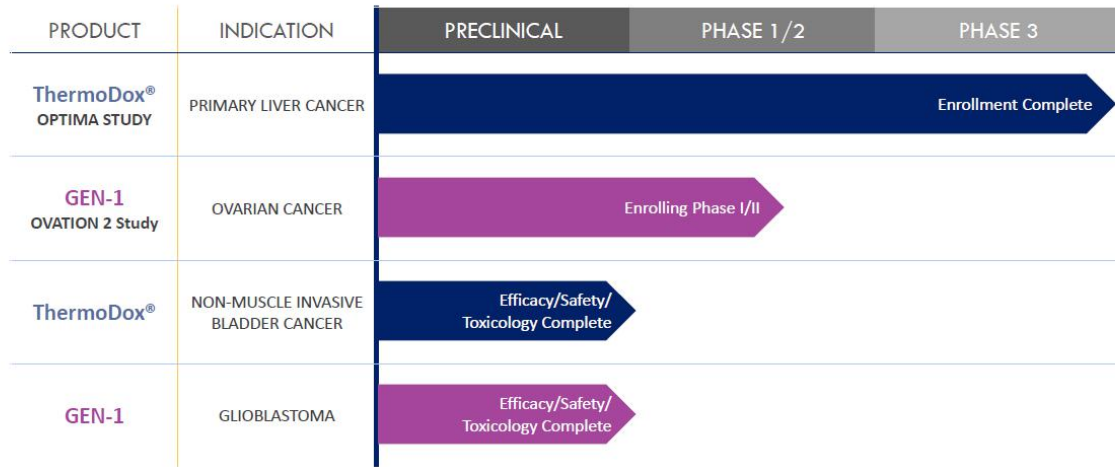 PRODUCT
INDICATION
PRECLINICAL
PHASE 1/2
PHASE 3
ThermoDox®
OPTIMA STUDY
PRIMARY LIVER CANCER
Enrollment Complete
GEN-1
OVATION 2 Study
OVARIAN CANCER
Enrolling Phase I/II
ThermoDox®
NON-MUSCLE INVASIVE
BLADDER CANCER
Efficacy/Safety/
Toxicology Complete
GEN-1
GLIOBLASTOMA
Efficacy/Safety/
Toxicology Complete